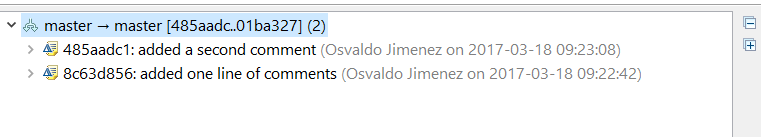 master → master [485aadc..01ba327] (2)
485aadc1: added a second comment (Osvaldo Jimenez on 2017-03-18 09:23:08)
8c63d856: added one line of comments (Osvaldo Jimenez on 2017-03-18 09:22:42)